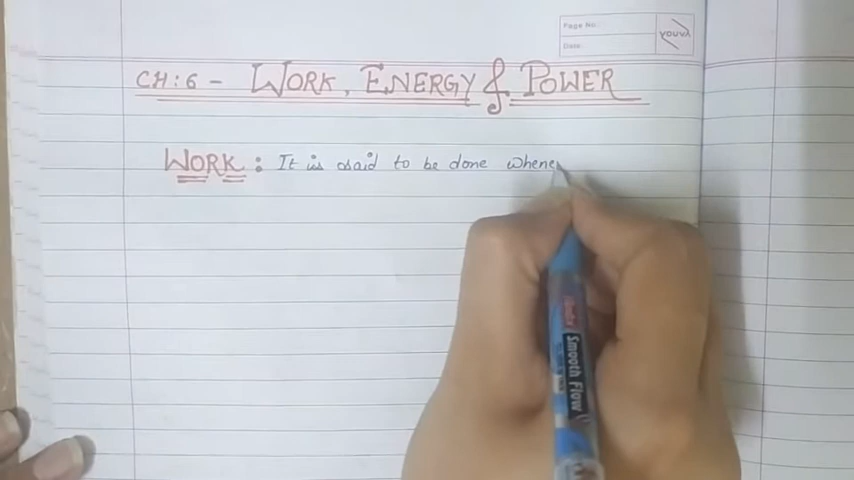 Page No.
Date:
YOUVA
CH: 6 - WORK, ENERGY & POWER
WORK: It is said to be done whene
Smooth Flow